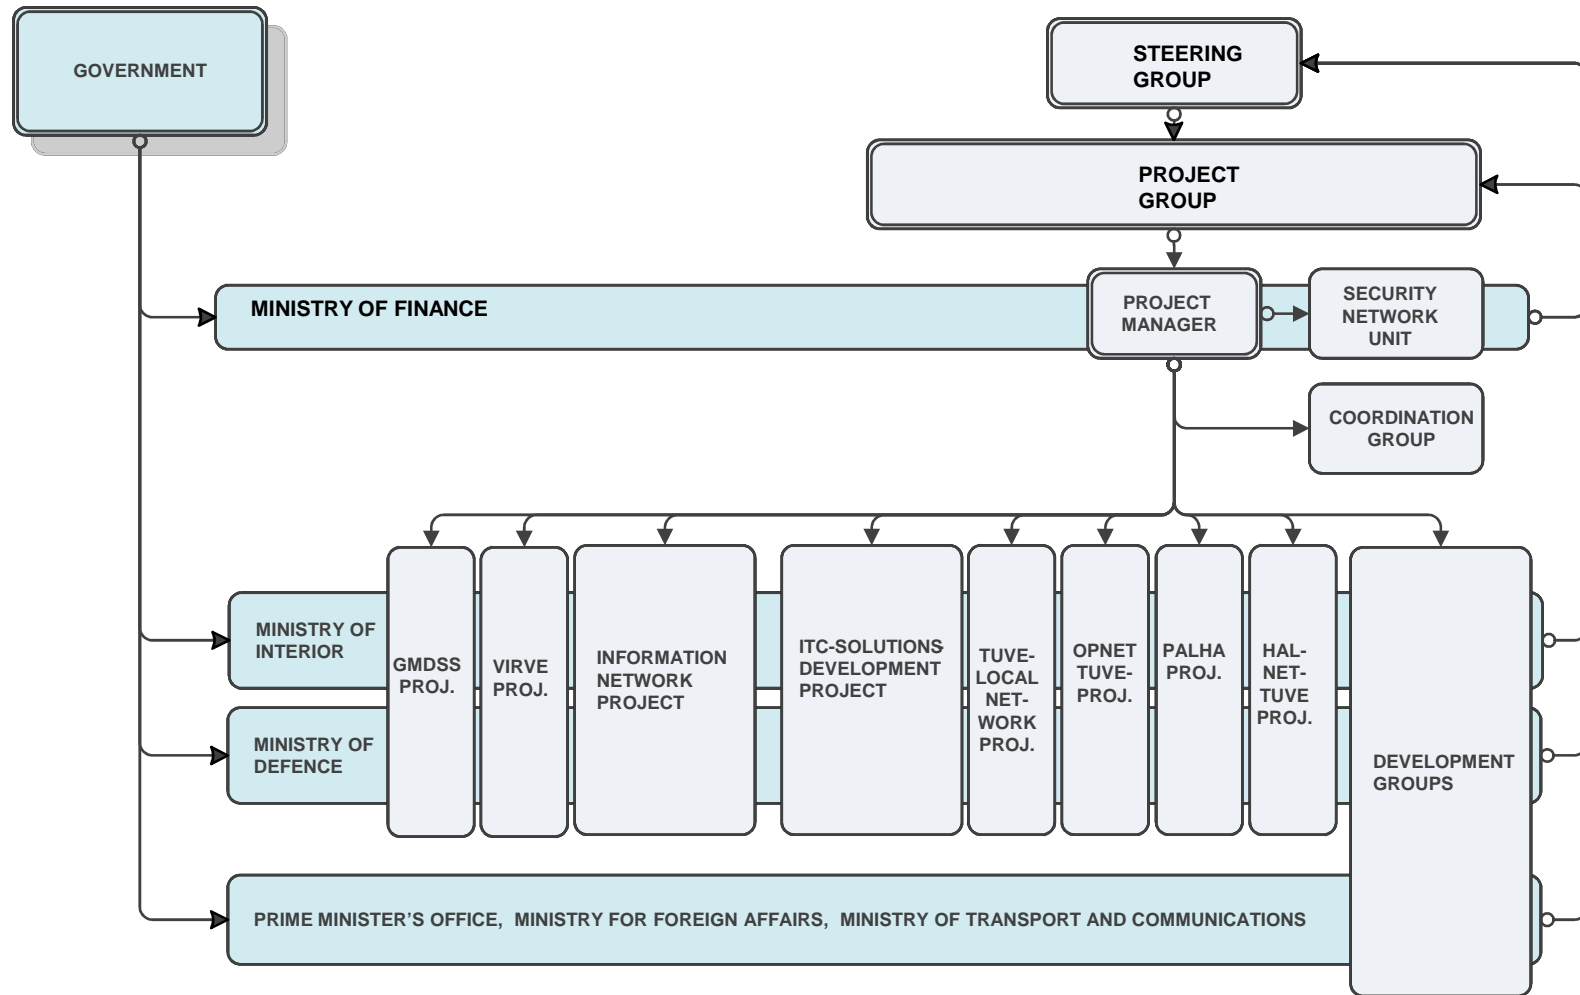 GOVERNMENT
STEERING
GROUP
PROJECT
GROUP
MINISTRY OF FINANCE
PROJECT
MANAGER
SECURITY
NETWORK
UNIT
COORDINATION
GROUP
MINISTRY OF
INTERIOR
MINISTRY OF
DEFENCE
GMDSS
PROJ.
VIRVE
PROJ.
INFORMATION
NETWORK
PROJECT
ITC-SOLUTIONS-
DEVELOPMENT
PROJECT
TUVE-
LOCAL
NET-
WORK
PROJ.
OPNET
TUVE-
PROJ.
PALHA
PROJ.
HAL-
NET-
TUVE
PROJ.
DEVELOPMENT
GROUPS
PRIME MINISTER’S OFFICE, MINISTRY FOR FOREIGN AFFAIRS, MINISTRY OF TRANSPORT AND COMMUNICATIONS